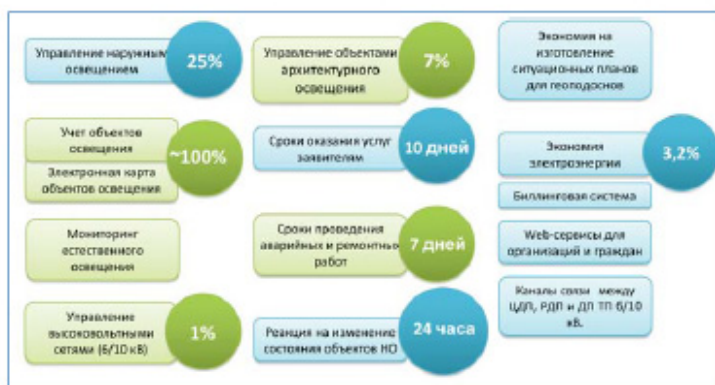 Управление наружным
освещением
25%
Учет объектов
освещения
~100%
Электронная карта
объектов освещения
Мониторинг
естественного
освещения
Управление
высоковольтными
сетями (6/10 кВ)
1%
Управление объектами
архитектурного
освещения
7%
Сроки оказания услуг
заявителям
10 дней
Сроки проведения
аварийных и ремонтных
работ
7 дней
Реакция на изменение
состояния объектов НО
24 часа
Экономия на
изготовление
ситуационных планов
для геоподоснов
Экономия
электроэнергии
3,2%
Биллинговая система
Web-сервисы для
организаций и граждан
Каналы связи между
ЦДП, РДП и ДП ТП 6/10
кВ.